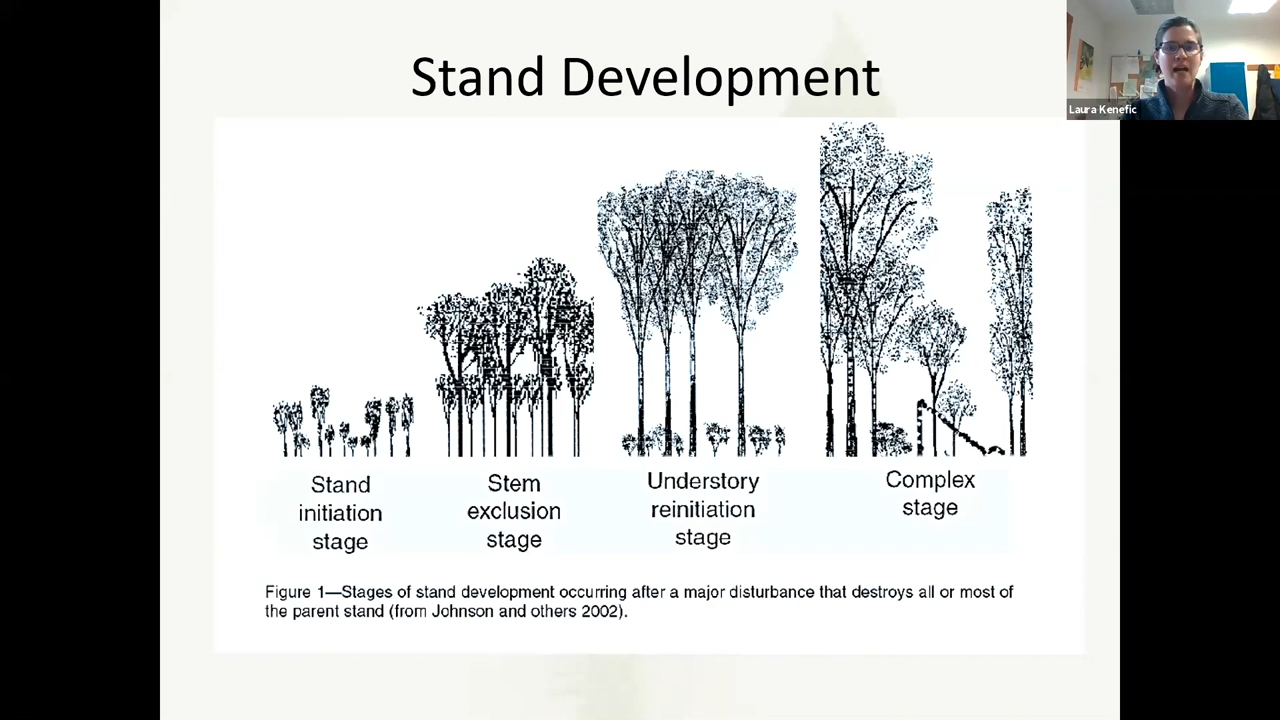 Stand Development
Laura Kenefic
Stand
initiation
stage
Stem
exclusion
stage
Understory
reinitiation
stage
Complex
stage
Figure 1—Stages of stand development occurring after a major disturbance that destroys all or most of
the parent stand (from Johnson and others 2002).